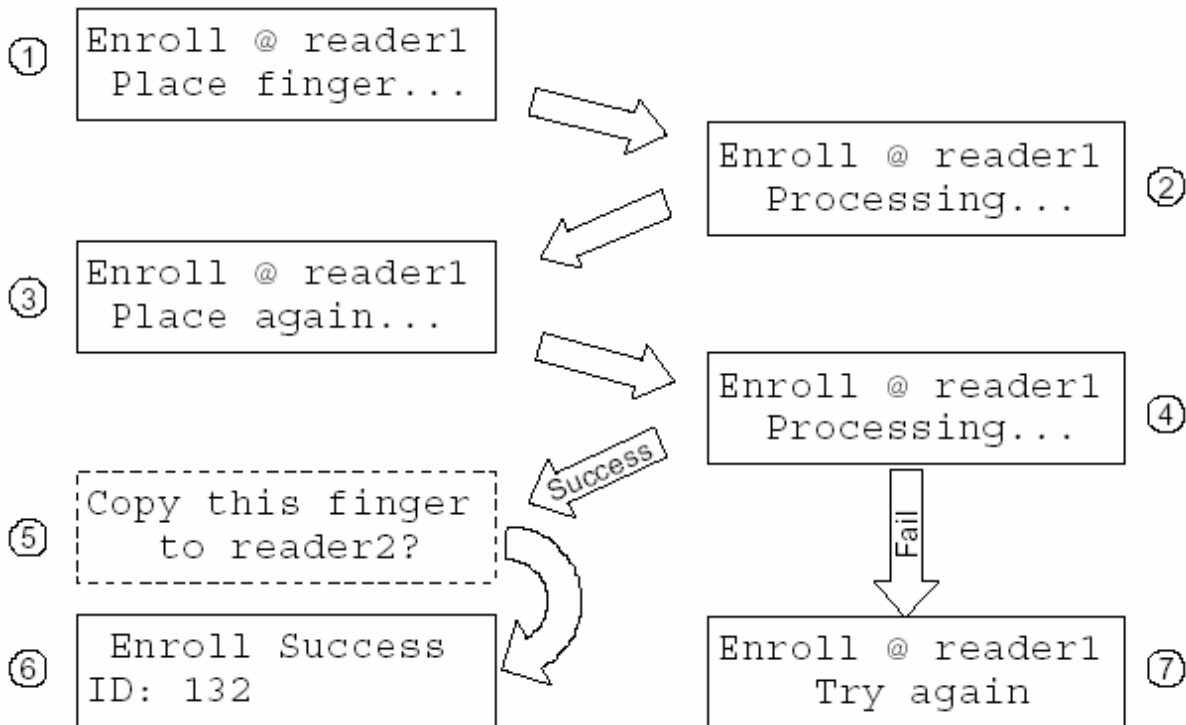 ① Enroll @ reader1
Place finger...
Enroll @ reader1 ②
Processing...
③ Enroll @ reader1
Place again...
Enroll @ reader1 ④
Processing...
Success
Fail
⑤ Copy this finger
to reader2?
⑥ Enroll Success
ID: 132
Enroll @ reader1 ⑦
Try again